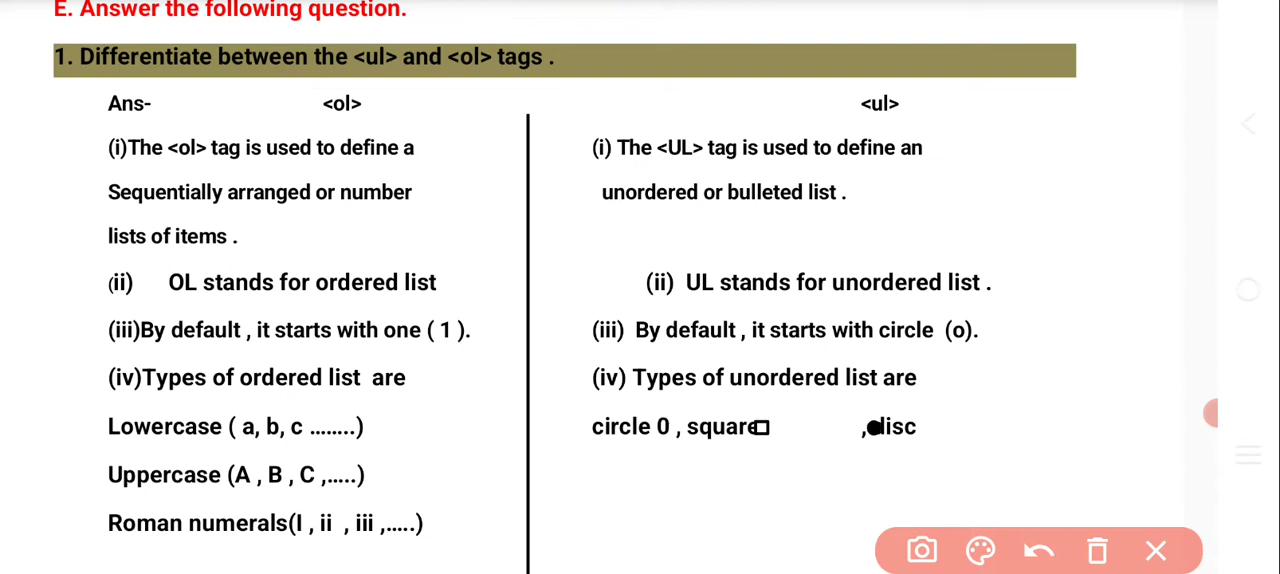 E. Answer the following question.
1. Differentiate between the <ul> and <ol> tags .
Ans- <ol> <ul>
(i)The <ol> tag is used to define a
Sequentially arranged or number
lists of items .
(ii) OL stands for ordered list
(iii)By default , it starts with one ( 1 ).
(iv)Types of ordered list are
Lowercase ( a, b, c ........)
Uppercase (A , B , C ,.....)
Roman numerals(I , ii , iii ,.....)
(i) The <UL> tag is used to define an
unordered or bulleted list .
(ii) UL stands for unordered list .
(iii) By default , it starts with circle (o).
(iv) Types of unordered list are
circle 0 , square ,disc